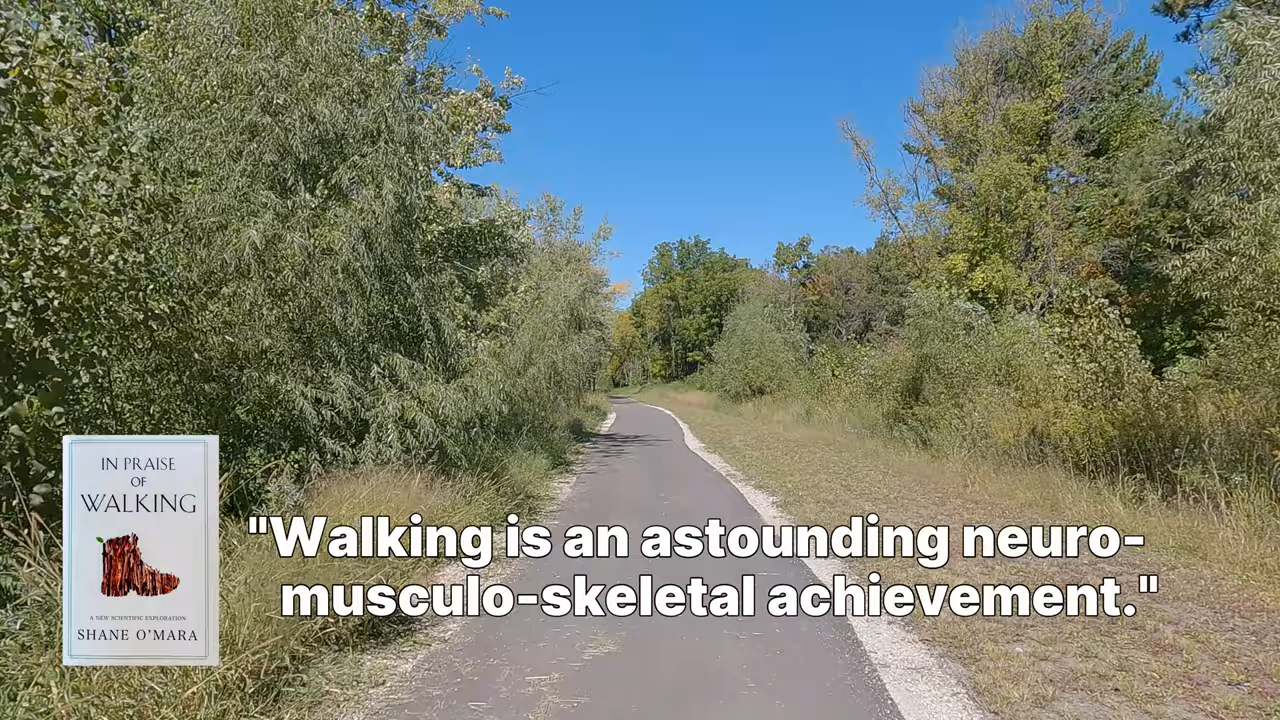 IN PRAISE
OF
WALKING
A NEW SCIENTIFIC EXPLORATION
SHANE O'MARA
"Walking is an astounding neuro-
musculo-skeletal achievement."